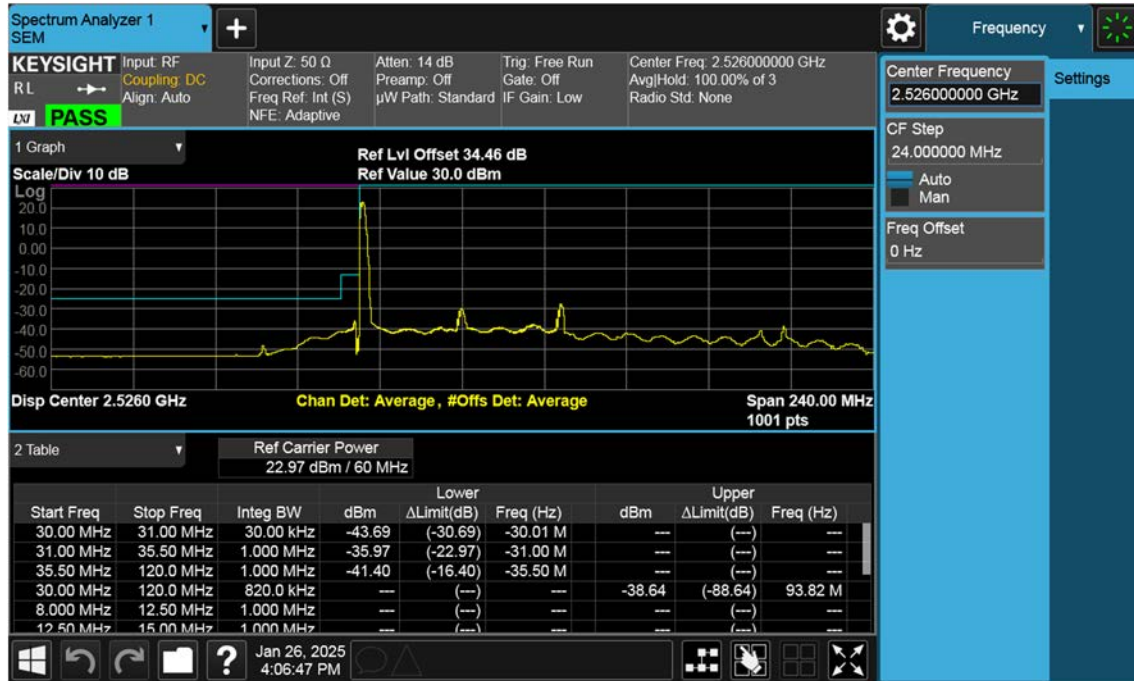 Spectrum Analyzer 1
SEM
Frequency
KEYSIGHT
R L
LXI
PASS
Input: RF
Coupling: DC
Align: Auto
Input Z: 50 Ω
Corrections: Off
Freq Ref: Int (S)
NFE: Adaptive
Atten: 14 dB
Preamp: Off
µW Path: Standard
Trig: Free Run
Gate: Off
IF Gain: Low
Center Freq: 2.526000000 GHz
Avg|Hold: 100.00% of 3
Radio Std: None
Center Frequency
2.526000000 GHz
Settings
CF Step
24.000000 MHz
Auto
Man
Freq Offset
0 Hz
1 Graph
Ref Lvl Offset 34.46 dB
Scale/Div 10 dB
Ref Value 30.0 dBm
Log
20.0
10.0
0.00
-10.0
-20.0
-30.0
-40.0
-50.0
-60.0
Disp Center 2.5260 GHz
Chan Det: Average, #Offs Det: Average
Span 240.00 MHz
1001 pts
2 Table
Ref Carrier Power
22.97 dBm / 60 MHz
Lower Upper
Start Freq Stop Freq Integ BW dBm ΔLimit(dB) Freq (Hz) dBm ΔLimit(dB) Freq (Hz)
30.00 MHz 31.00 MHz 30.00 kHz -43.69 (-30.69) -30.01 M --- (---) ---
31.00 MHz 35.50 MHz 1.000 MHz -35.97 (-22.97) -31.00 M --- (---) ---
35.50 MHz 120.0 MHz 1.000 MHz -41.40 (-16.40) -35.50 M --- (---) ---
30.00 MHz 120.0 MHz 820.0 kHz --- (---) --- -38.64 (-88.64) 93.82 M
8.000 MHz 12.50 MHz 1.000 MHz --- (---) --- --- (---) ---
12.50 MHz 15.00 MHz 1.000 MHz --- (---) --- --- (---) ---
?
Jan 26, 2025
4:06:47 PM